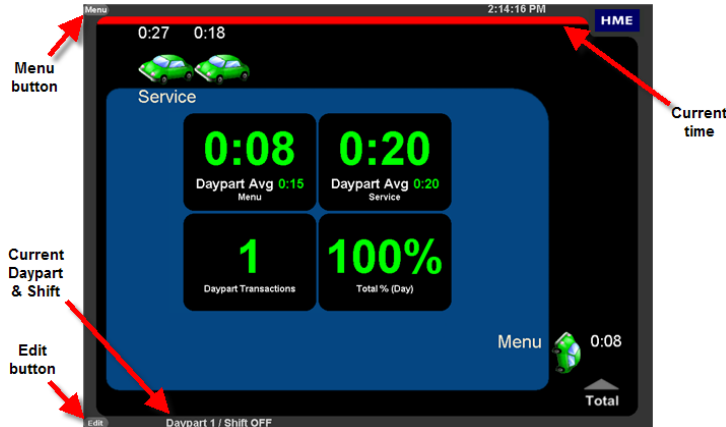 Menu
2:14:16 PM
HME
0:27 0:18
Menu
button
Current
time
Service
0:08
Daypart Avg 0:15
Menu
0:20
Daypart Avg 0:20
Service
1
Daypart Transactions
100%
Total % (Day)
Current
Daypart
& Shift
Menu
0:08
Edit
button
Total
Edit
Daypart 1 / Shift OFF